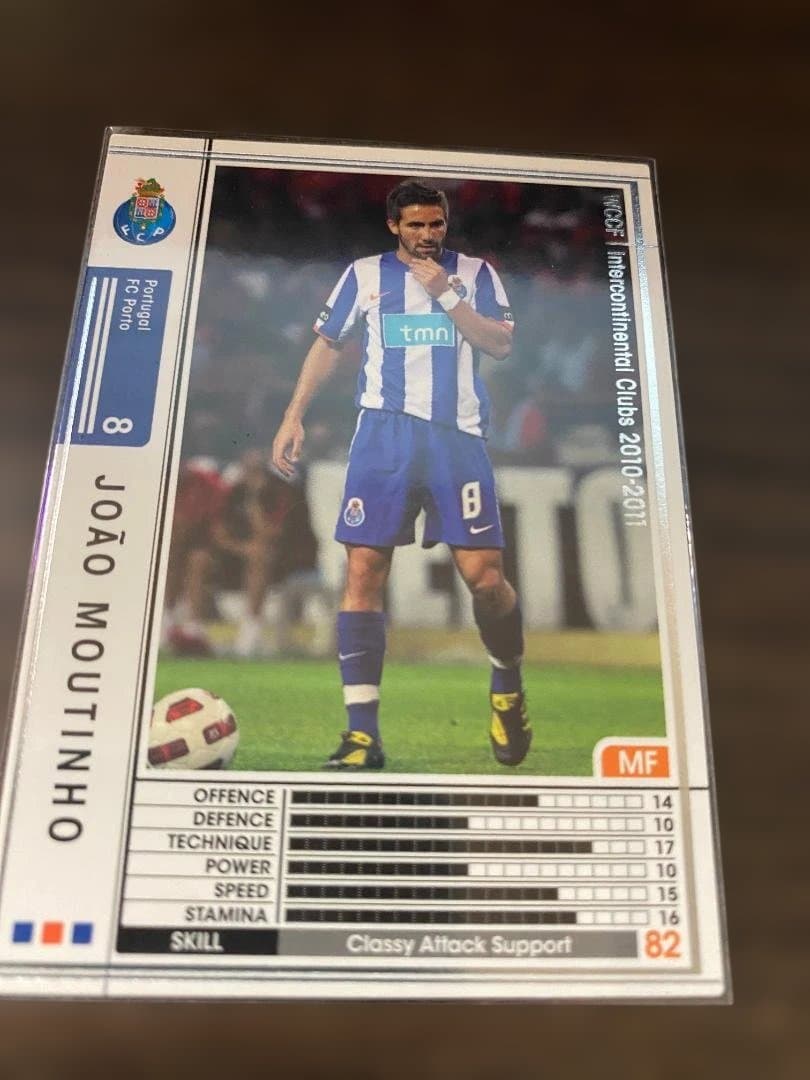 FCP
Portugal
FC Porto
8
JOÃO MOUTINHO
WCCF | Intercontinental Clubs 2010-2011
tmn
8
MF
OFFENCE 14
DEFENCE 10
TECHNIQUE 17
POWER 10
SPEED 15
STAMINA 16
SKILL Classy Attack Support 82